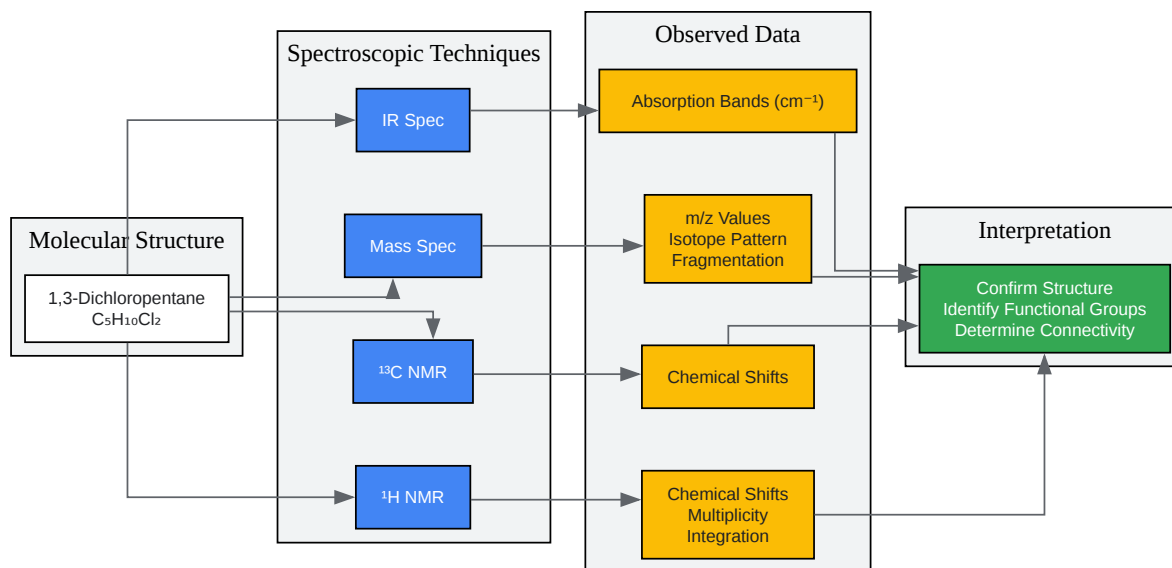 Molecular Structure
1,3-Dichloropentane
C₅H₁₀Cl₂
Spectroscopic Techniques
IR Spec
Mass Spec
¹³C NMR
¹H NMR
Observed Data
Absorption Bands (cm⁻¹)
m/z Values
Isotope Pattern
Fragmentation
Chemical Shifts
Chemical Shifts
Multiplicity
Integration
Interpretation
Confirm Structure
Identify Functional Groups
Determine Connectivity